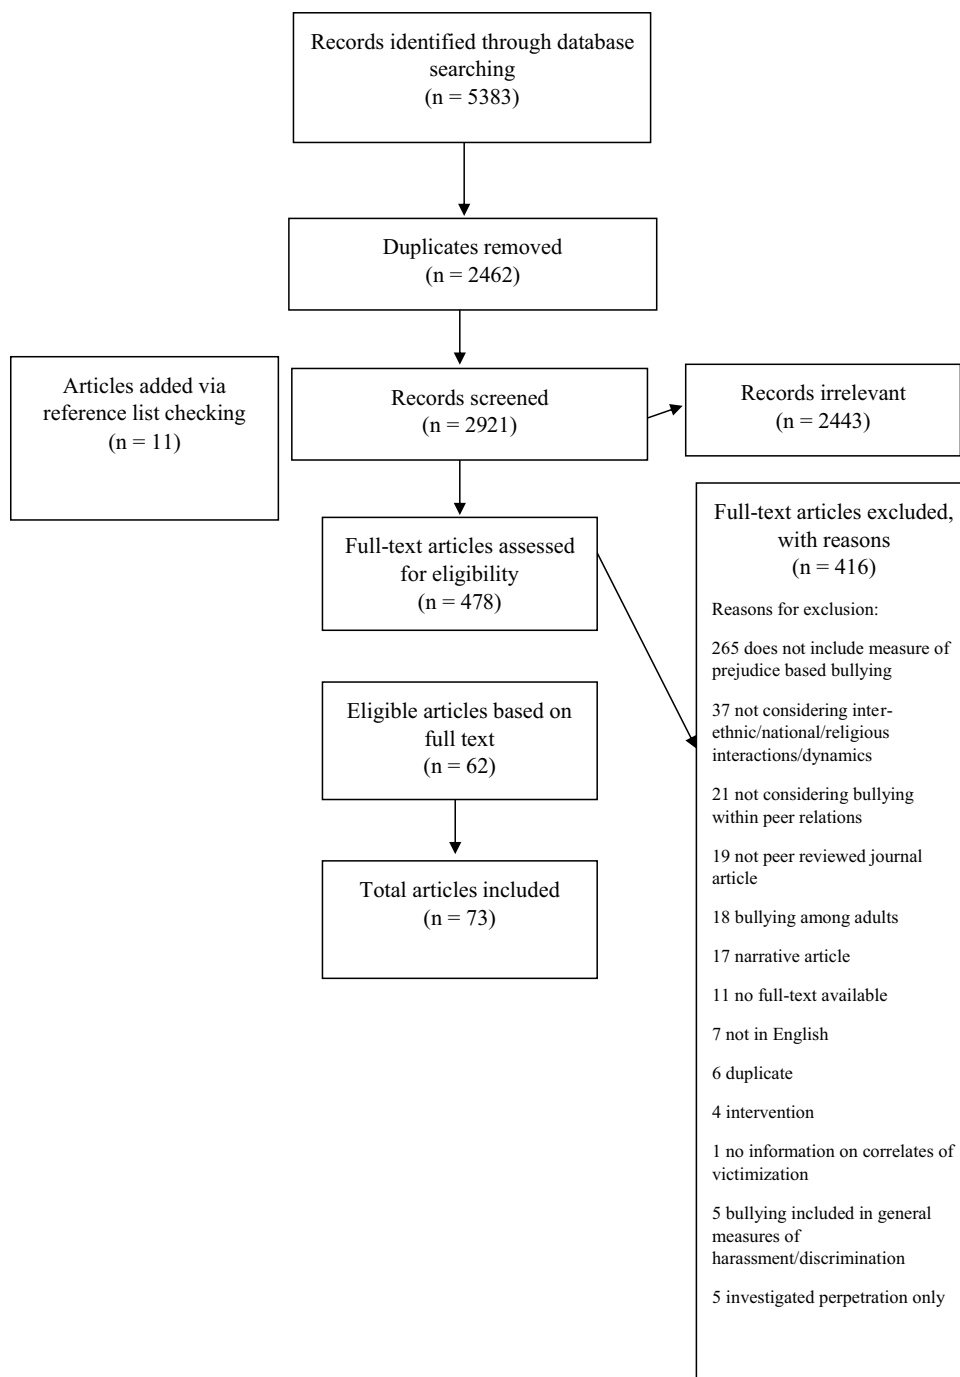 Records identified through database
searching
(n = 5383)
Duplicates removed
(n = 2462)
Articles added via
reference list checking
(n = 11)
Records screened
(n = 2921)
Records irrelevant
(n = 2443)
Full-text articles assessed
for eligibility
(n = 478)
Full-text articles excluded,
with reasons
(n = 416)
Reasons for exclusion:
265 does not include measure of
prejudice based bullying
37 not considering inter-
ethnic/national/religious
interactions/dynamics
21 not considering bullying
within peer relations
19 not peer reviewed journal
article
18 bullying among adults
17 narrative article
11 no full-text available
7 not in English
6 duplicate
4 intervention
1 no information on correlates of
victimization
5 bullying included in general
measures of
harassment/discrimination
5 investigated perpetration only
Eligible articles based on
full text
(n = 62)
Total articles included
(n = 73)